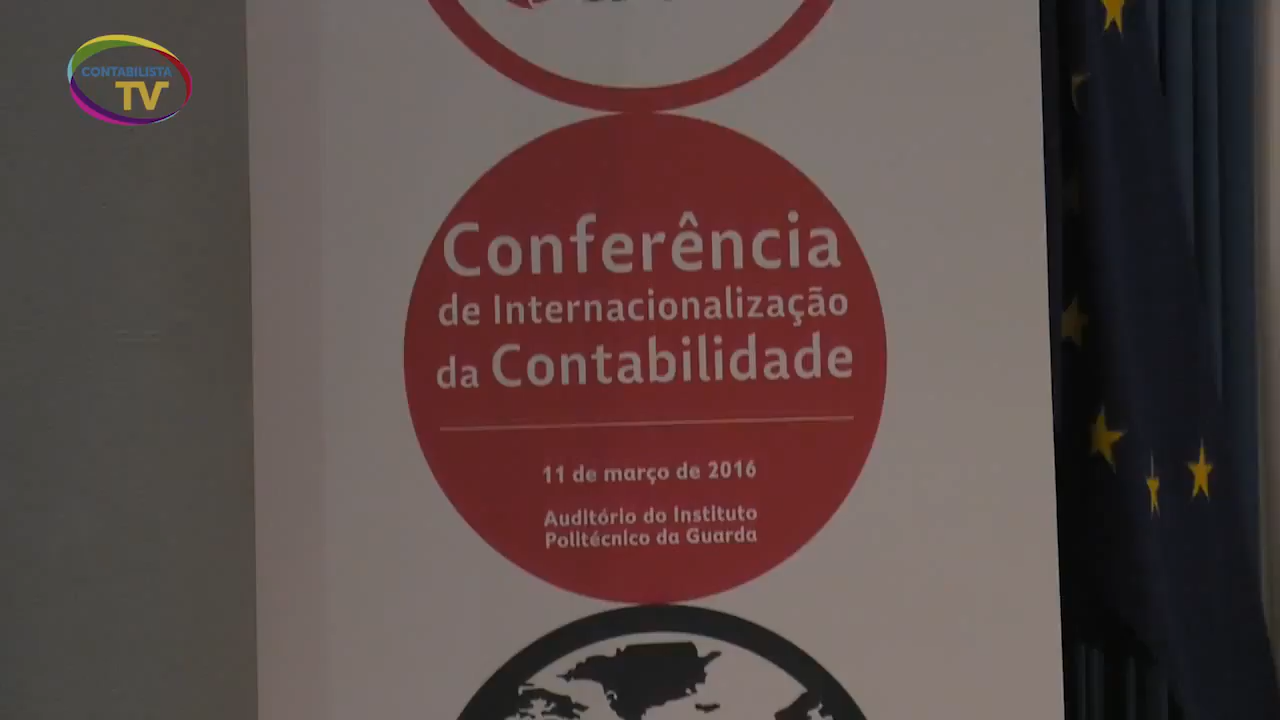 CONTABILISTA
TV
Conferência
de Internacionalização
da Contabilidade
11 de março de 2016
Auditório do Instituto
Politécnico da Guarda